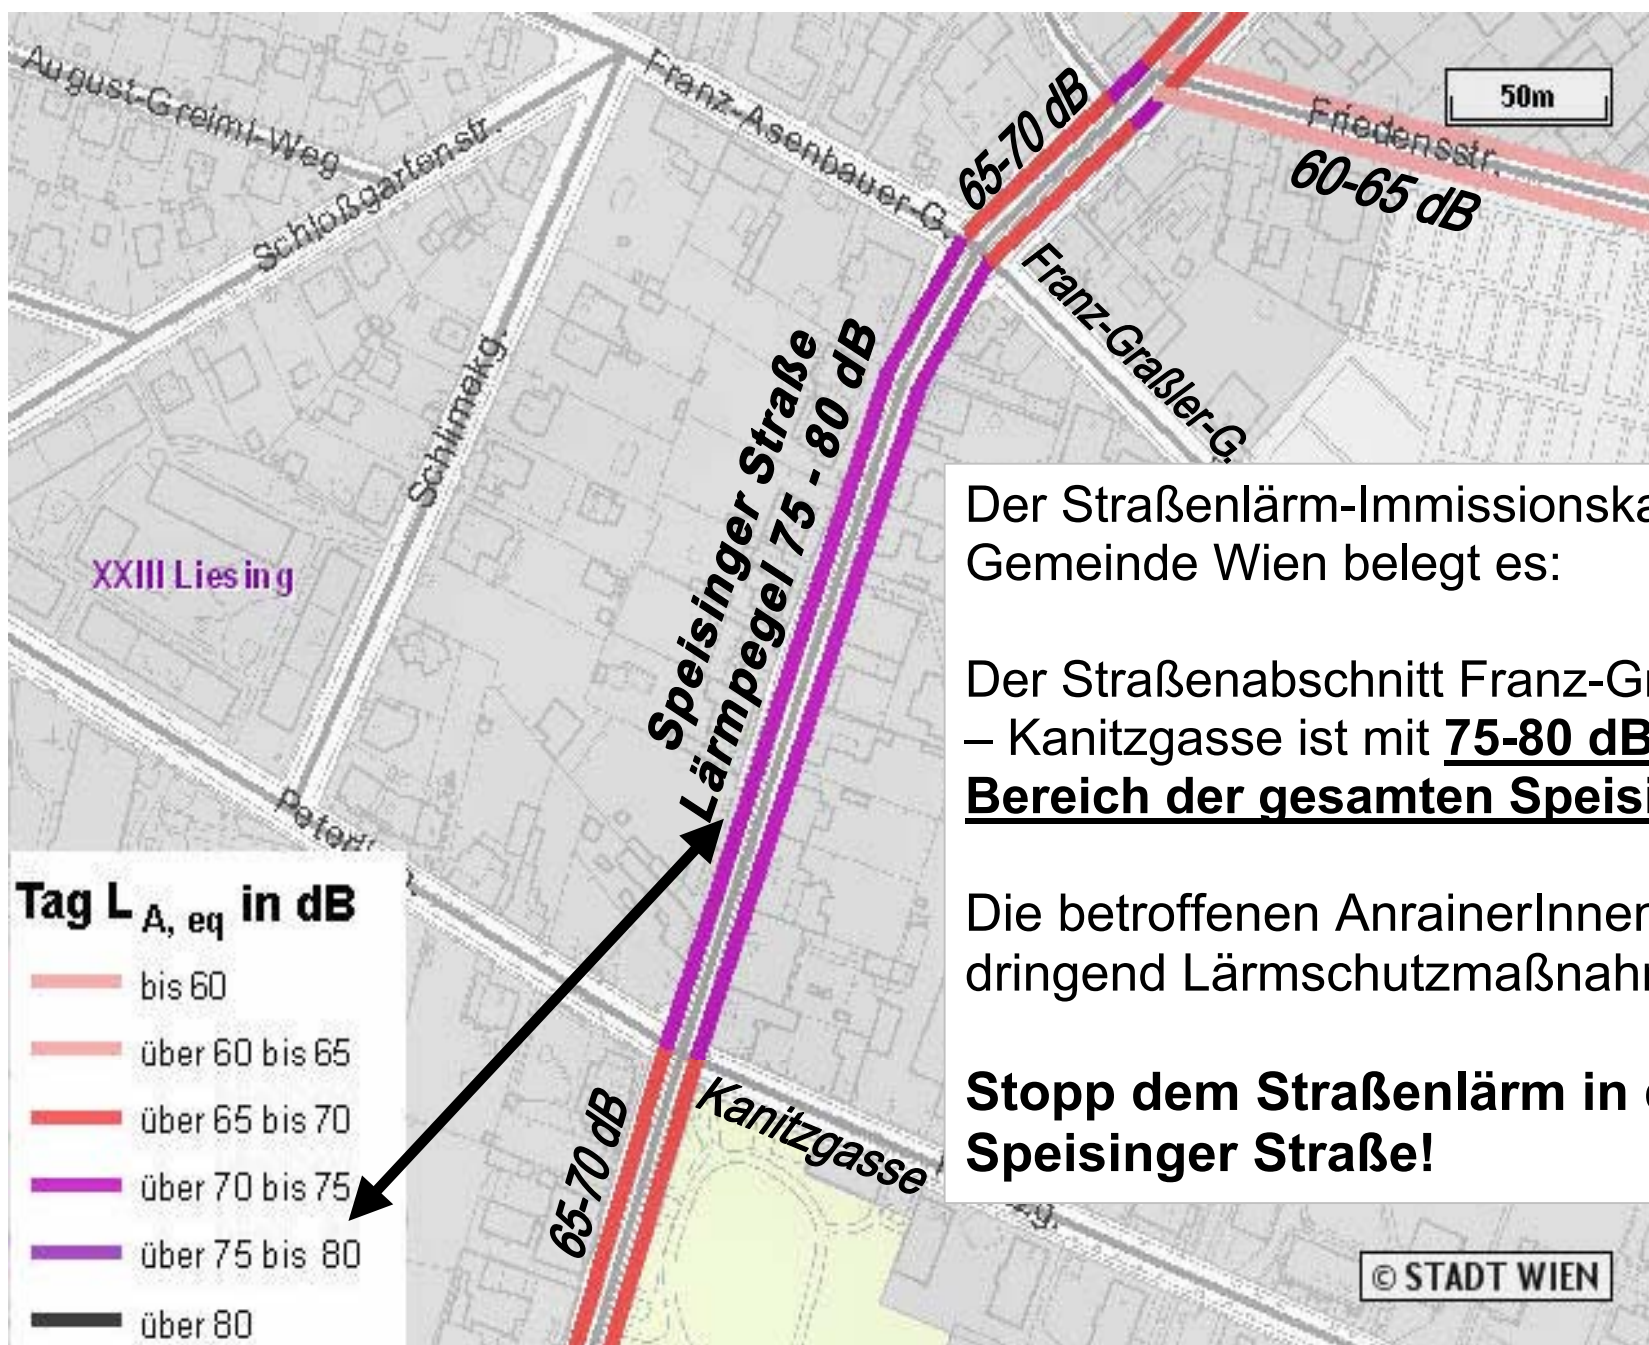 August-Greiml-Weg
Schloßgartenstr.
Franz-Asenbauer-G.
65-70 dB
50m
Friedensstr.
60-65 dB
Franz-Graßler-G.
Schlimekg.
Speisinger Straße
Lärmpegel 75 - 80 dB
XXIII Liesing
Der Straßenlärm-Immissionska
Gemeinde Wien belegt es:
Der Straßenabschnitt Franz-Gr
– Kanitzgasse ist mit 75-80 dB
Bereich der gesamten Speisi
Die betroffenen AnrainerInnen
dringend Lärmschutzmaßnahm
Stopp dem Straßenlärm in d
Speisinger Straße!
Tag L A, eq in dB
bis 60
über 60 bis 65
über 65 bis 70
über 70 bis 75
über 75 bis 80
über 80
65-70 dB
Kanitzgasse
© STADT WIEN